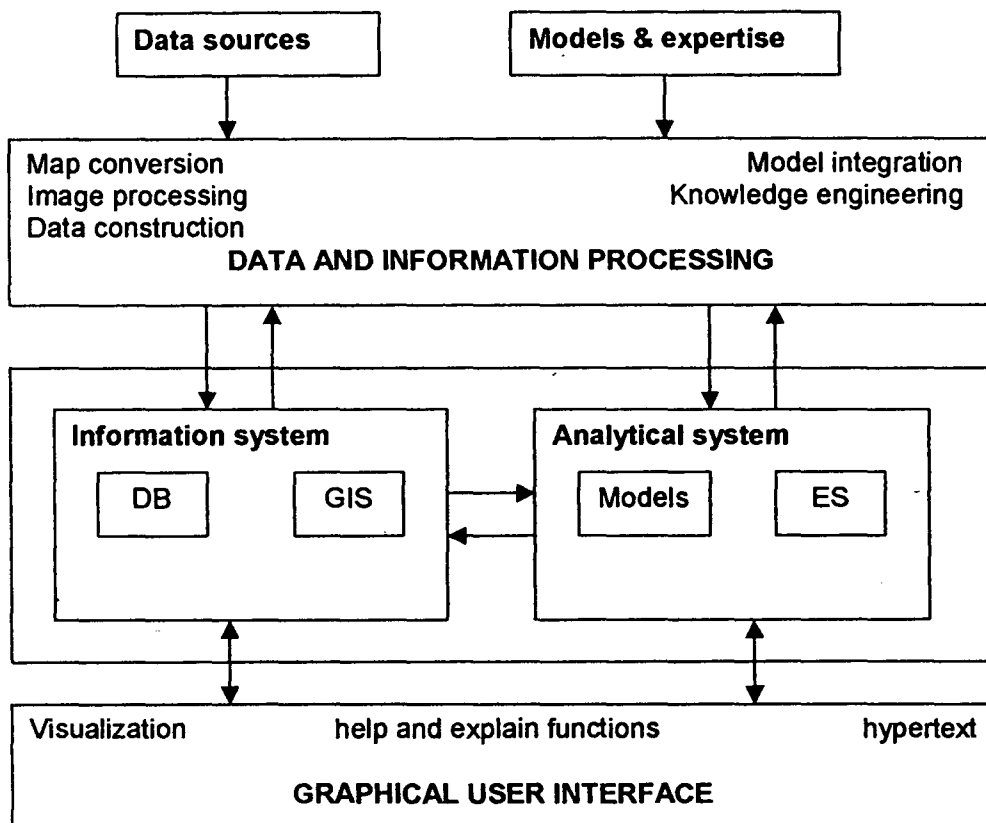 Data sources
Models & expertise
Map conversion
Image processing
Data construction
Model integration
Knowledge engineering
DATA AND INFORMATION PROCESSING
Information system
DB
GIS
Analytical system
Models
ES
Visualization
help and explain functions
hypertext
GRAPHICAL USER INTERFACE